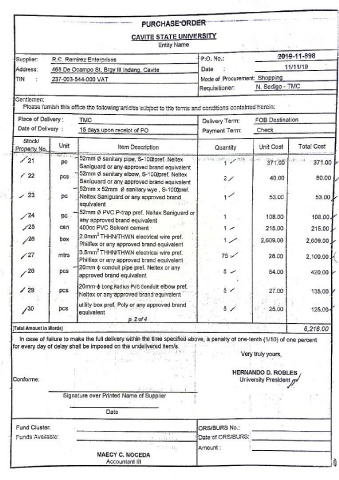 PURCHASE ORDER
CAVITE STATE UNIVERSITY
Entity Name
Supplier: R.C. Ramirez Enterprises P.O. No.: 2019-11-898
Address: 468 De Ocampo St, Brgy III Indang, Cavite Date : 11/11/19
TIN : 237-003-544-000 VAT Mode of Procurement: Shopping
Requisitioner: N. Sedigo - TMC
Gentlemen:
Please furnish this office the following articles subject to the terms and conditions contained herein:
Place of Delivery: TMC Delivery Term: FOB Destination
Date of Delivery : 15 days upon receipt of PO Payment Term: Check
Stock/
Property No. Unit Item Description Quantity Unit Cost Total Cost
21 pc 52mm Ø sanitary pipe, S-100pref. Neltex
Saniguard or any approved brand equivalent 1 371.00 371.00
22 pcs 52mm Ø sanitary elbow, S-100pref. Neltex
Saniguard or any approved brand equivalent 2 40.00 80.00
23 pc 52mm x 52mm Ø sanitary wye , S-100pref.
Neltex Saniguard or any approved brand
equivalent 1 53.00 53.00
24 pc 52mm Ø PVC P-trap pref. Neltex Saniguard or
any approved brand equivalent 1 108.00 108.00
25 can 400cc PVC Solvent cement 1 215.00 215.00
26 box 2.0mm² THHN/THWN electrical wire pref.
Philflex or any approved brand equivalent 1 2,609.00 2,609.00
27 mtrs 3.5mm² THHN/THWN electrical wire pref.
Philflex or any approved brand equivalent 75 28.00 2,100.00
28 pcs 20mm ϕ conduit pipe pref. Neltex or any
approved brand equivalent 5 84.00 420.00
29 pcs 20mm ϕ Long Radius PVC conduit elbow pref.
Neltex or any approved brand equivalent 5 27.00 135.00
30 pcs utility box pref. Poly or any approved brand
equivalent 5 25.00 125.00
p. 2 of 4
(Total Amount in Words) 6,216.00
In case of failure to make the full delivery within the time specified above, a penalty of one-tenth (1/10) of one percent
for every day of delay shall be imposed on the undelivered item/s.
Very truly yours,
HERNANDO D. ROBLES
Conforme: University President
Signature over Printed Name of Supplier
Date
Fund Cluster: ORS/BURS No.:
Funds Available: Date of ORS/BURS:
Amount :
MAECY C. NOCEDA
Accountant III